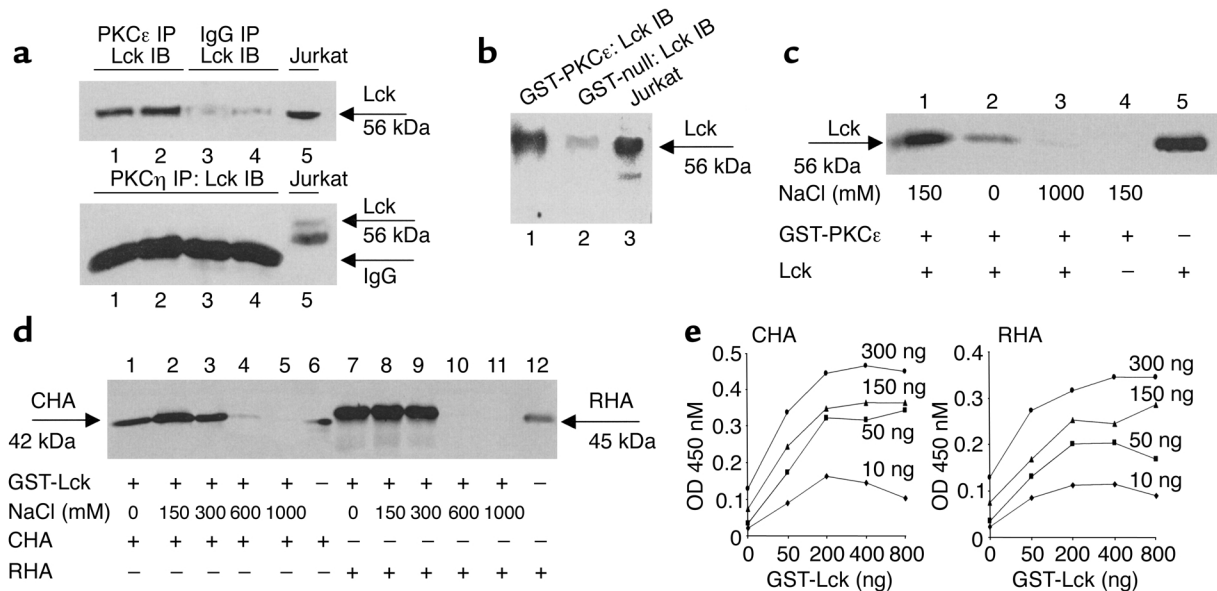 a
PKCε IP IgG IP
Lck IB Lck IB Jurkat
Lck
56 kDa
1 2 3 4 5
PKCη IP: Lck IB Jurkat
Lck
56 kDa
IgG
1 2 3 4 5
b
GST-PKCε: Lck IB
GST-null: Lck IB
Jurkat
Lck
56 kDa
1 2 3
c
1 2 3 4 5
Lck
56 kDa
NaCl (mM) 150 0 1000 150
GST-PKCε + + + + –
Lck + + + – +
d
1 2 3 4 5 6 7 8 9 10 11 12
CHA
42 kDa
RHA
45 kDa
GST-Lck + + + + + – + + + + + –
NaCl (mM) 0 150 300 600 1000 0 150 300 600 1000
CHA + + + + + + – – – – – –
RHA – – – – – – + + + + + +
e
CHA
OD 450 nM
0.5
0.4
0.3
0.2
0.1
0
300 ng
150 ng
50 ng
10 ng
0 50 200 400 800
GST-Lck (ng)
RHA
OD 450 nM
0.4
0.3
0.2
0.1
0
300 ng
150 ng
50 ng
10 ng
0 50 200 400 800
GST-Lck (ng)